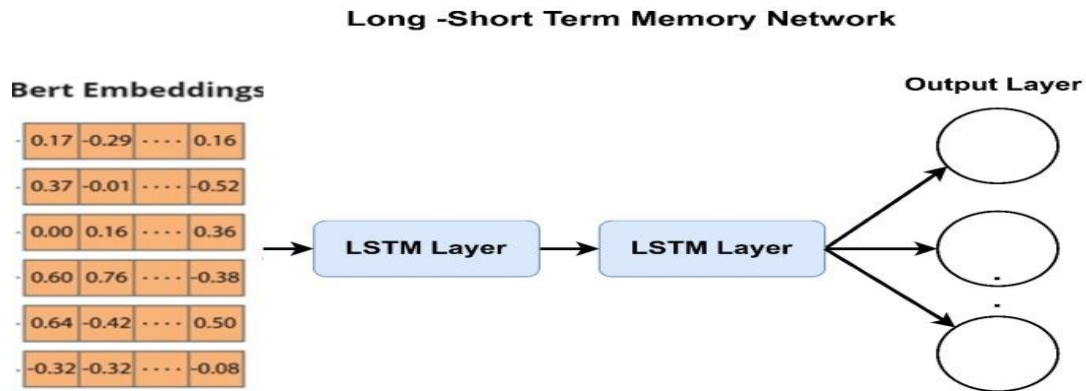 Long -Short Term Memory Network
Bert Embeddings
Output Layer
0.17 -0.29 .... 0.16
0.37 -0.01 .... -0.52
0.00 0.16 .... 0.36
LSTM Layer
LSTM Layer
0.60 0.76 .... -0.38
0.64 -0.42 .... 0.50
-0.32 -0.32 .... -0.08